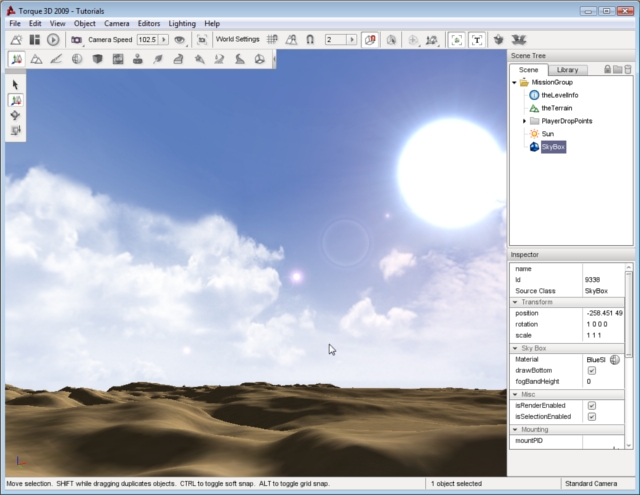 Torque 3D 2009 - Tutorials
File Edit View Object Camera Editors Lighting Help
Camera Speed 102.5 World Settings 2
Scene Tree
Scene Library
MissionGroup
theLevelInfo
theTerrain
PlayerDropPoints
Sun
SkyBox
Inspector
name
Id 9338
Source Class SkyBox
Transform
position -258.451 49
rotation 1 0 0 0
scale 1 1 1
Sky Box
Material BlueSl
drawBottom
fogBandHeight 0
Misc
isRenderEnabled
isSelectionEnabled
Mounting
mountPID
Move selection. SHIFT while dragging duplicates objects. CTRL to toggle soft snap. ALT to toggle grid snap. 1 object selected Standard Camera